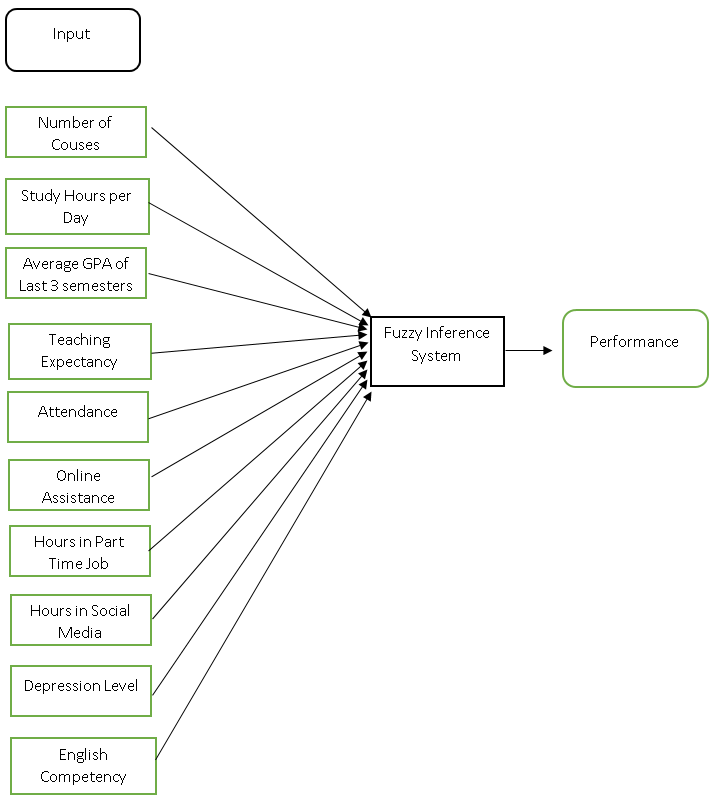 Input
Number of
Couses
Study Hours per
Day
Average GPA of
Last 3 semesters
Teaching
Expectancy
Attendance
Online
Assistance
Hours in Part
Time Job
Hours in Social
Media
Depression Level
English
Competency
Fuzzy Inference
System
Performance